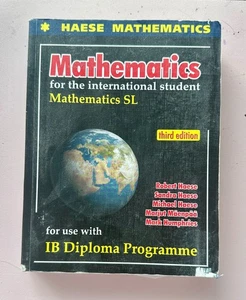 * HAESE MATHEMATICS
Mathematics
for the international student
Mathematics SL
third edition
Robert Haese
Sandra Haese
Michael Haese
Marjut Mäenpää
Mark Humphries
for use with
IB Diploma Programme